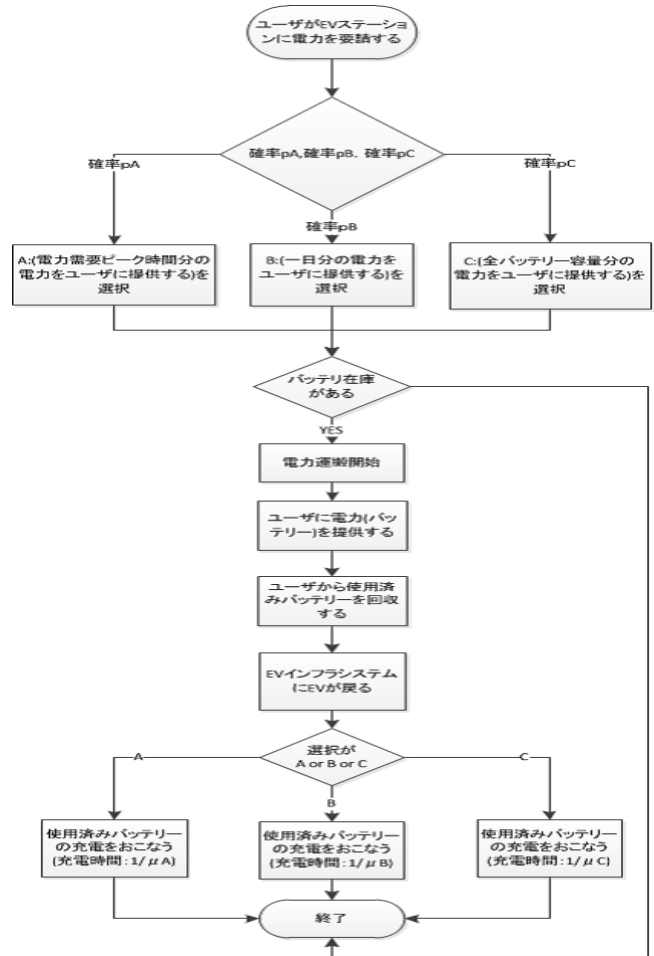 ユーザがEVステーショ
ンに電力を要請する
確率pA,確率pB、確率pC
確率pA
確率pC
確率pB
A:(電力需要ピーク時間分の
電力をユーザに提供する)を
選択
B:(一日分の電力を
ユーザに提供する)を
選択
C:(全バッテリー容量分の
電力をユーザに提供する)を
選択
バッテリ在庫
がある
YES
電力運搬開始
ユーザに電力(バッ
テリー)を提供する
ユーザから使用済
みバッテリーを回収
する
EVインフラシステム
にEVが戻る
選択が
A or B or C
A
C
B
使用済みバッテリー
の充電をおこなう
(充電時間:1/μA)
使用済みバッテリー
の充電をおこなう
(充電時間:1/μB)
使用済みバッテリー
の充電をおこなう
(充電時間:1/μC)
終了